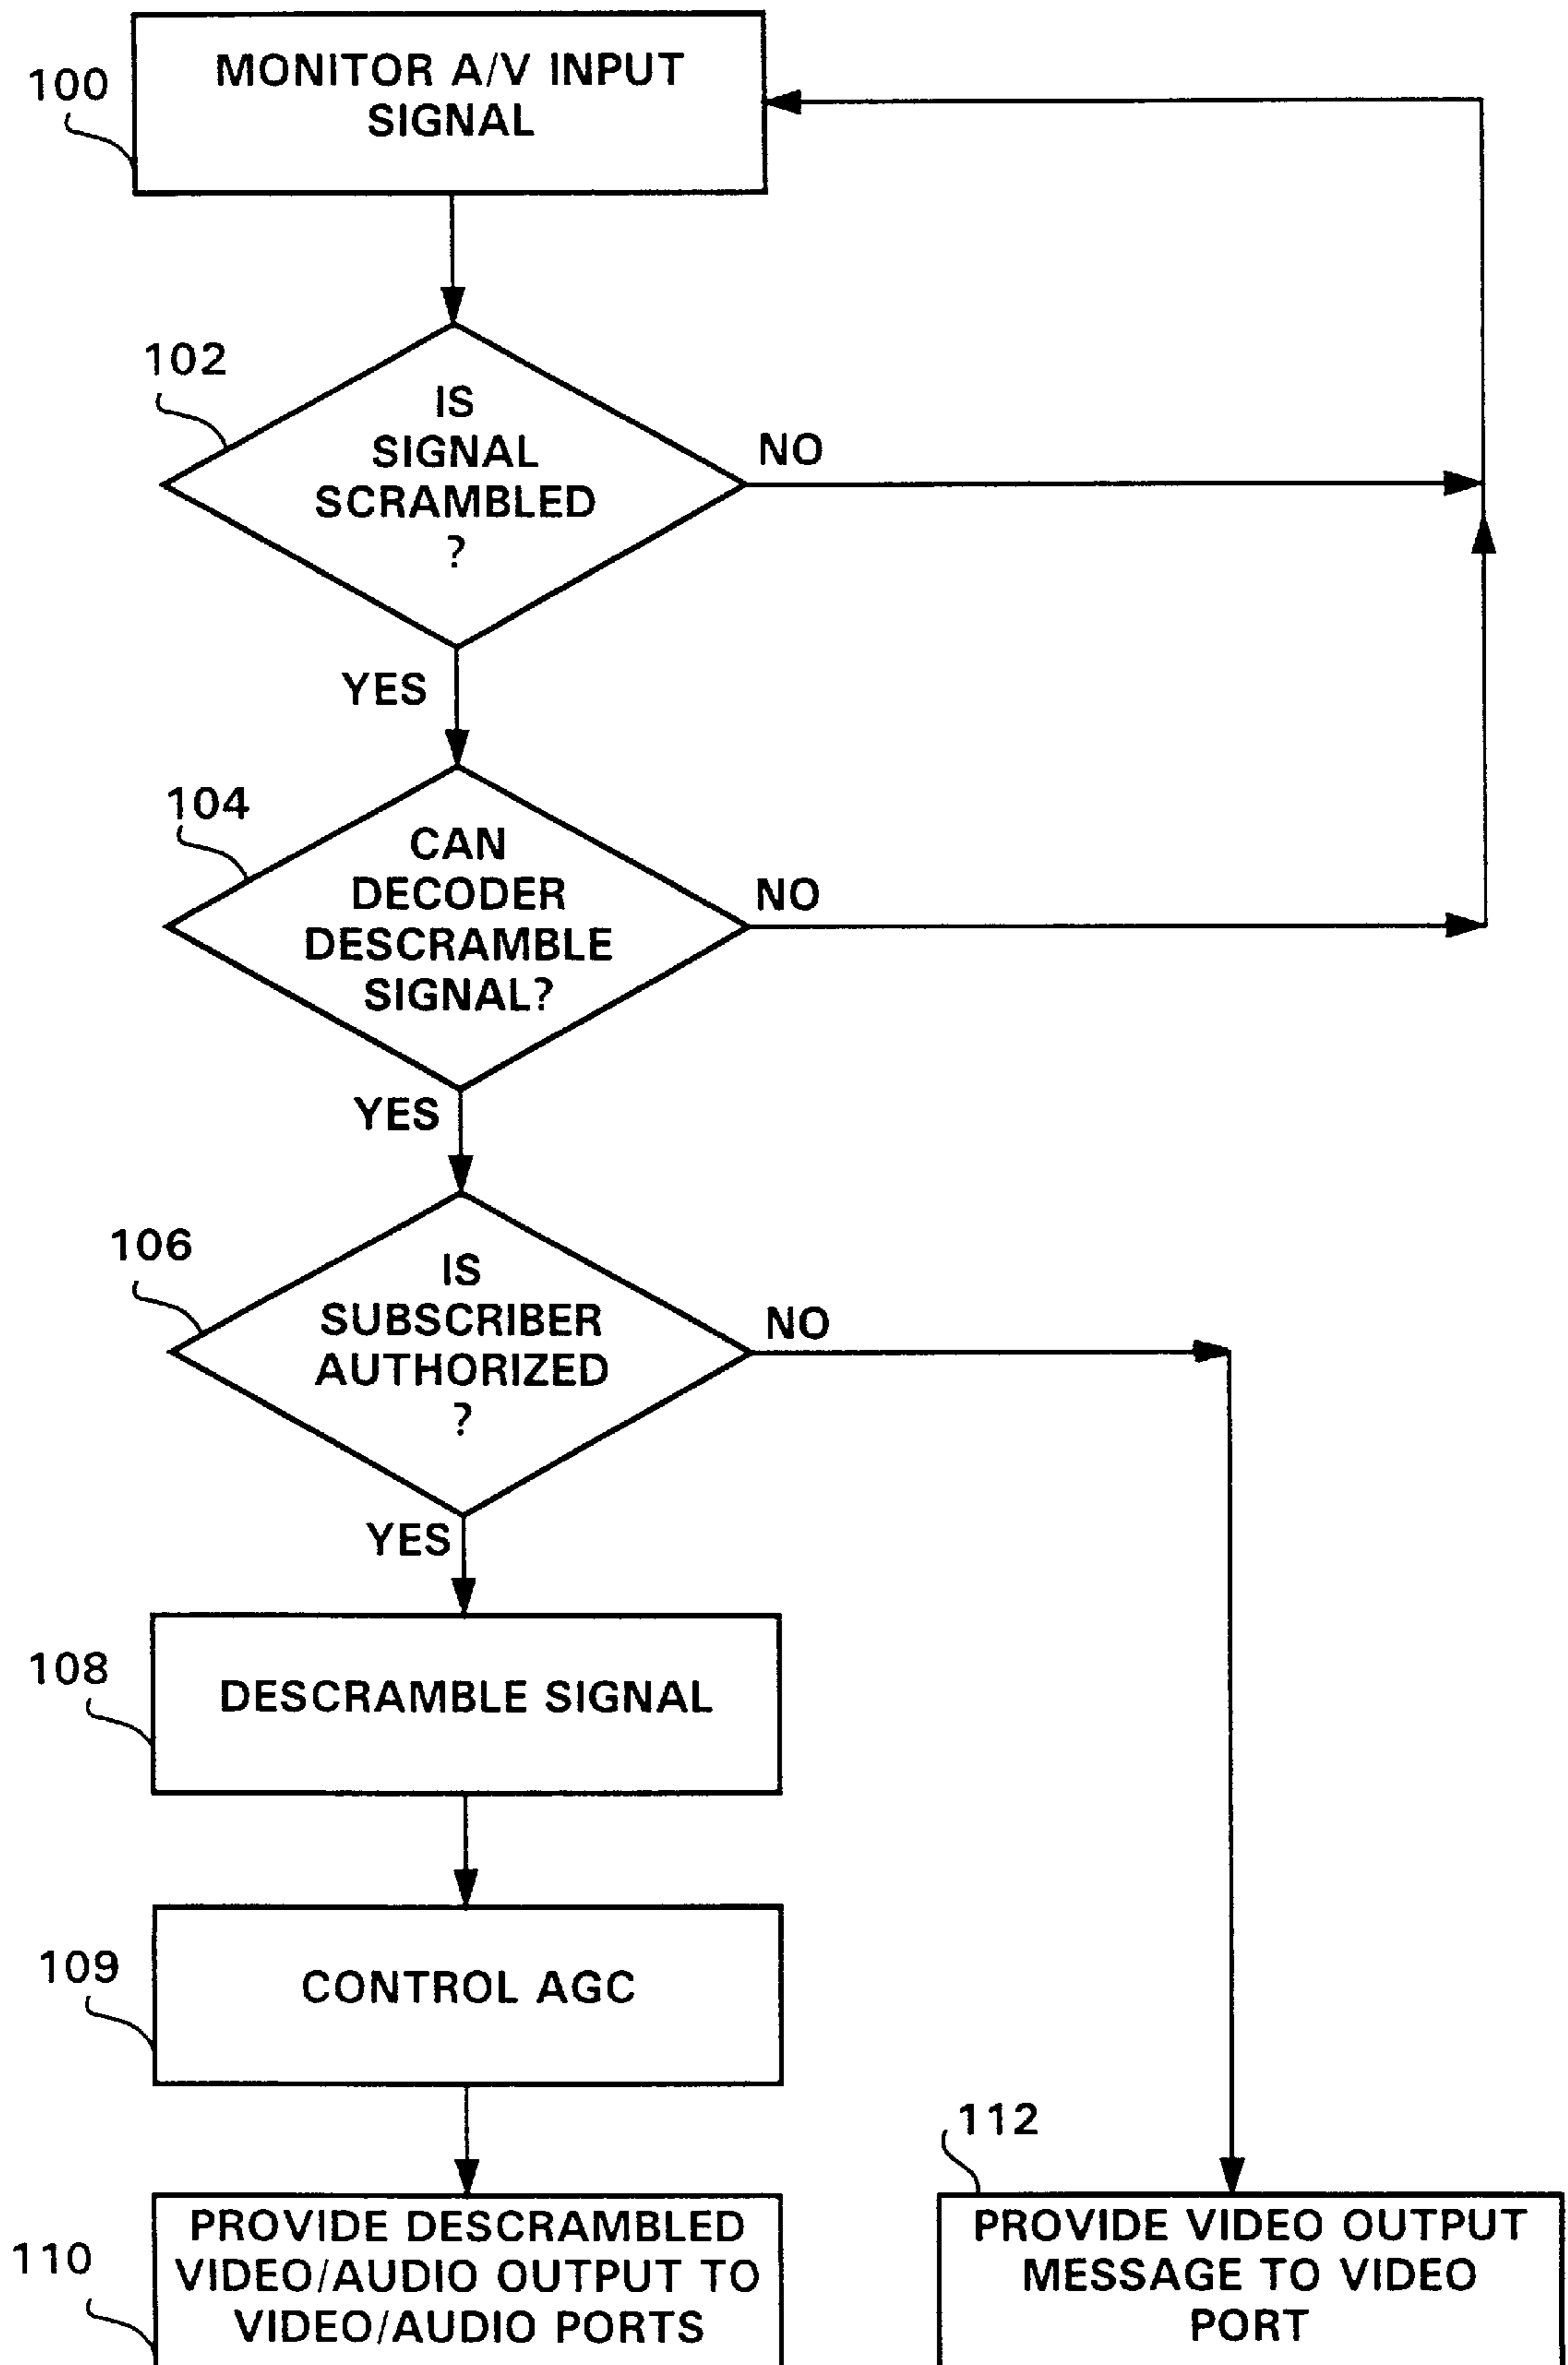 MONITOR A/V INPUT
SIGNAL
100
102
IS
SIGNAL
SCRAMBLED
?
NO
YES
104
CAN
DECODER
DESCRAMBLE
SIGNAL?
NO
YES
106
IS
SUBSCRIBER
AUTHORIZED
?
NO
YES
108
DESCRAMBLE SIGNAL
109
CONTROL AGC
110
PROVIDE DESCRAMBLED
VIDEO/AUDIO OUTPUT TO
VIDEO/AUDIO PORTS
112
PROVIDE VIDEO OUTPUT
MESSAGE TO VIDEO
PORT